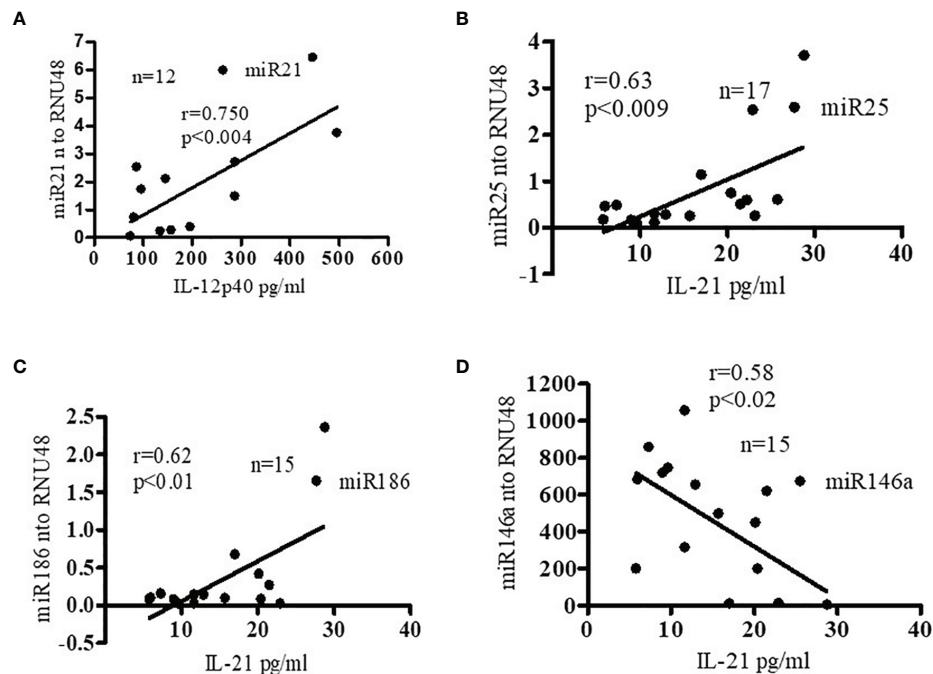 A
7
6
5
4
3
2
1
0
miR21 n to RNU48
n=12
miR21
r=0.750
p<0.004
0 100 200 300 400 500 600
IL-12p40 pg/ml
B
4
3
2
1
0
-1
miR25 nto RNU48
r=0.63
p<0.009
n=17
miR25
10 20 30 40
IL-21 pg/ml
C
2.5
2.0
1.5
1.0
0.5
0.0
-0.5
miR186 nto RNU48
r=0.62
p<0.01
n=15
miR186
10 20 30 40
IL-21 pg/ml
D
1200
1000
800
600
400
200
0
miR146a nto RNU48
r=0.58
p<0.02
n=15
miR146a
0 10 20 30 40
IL-21 pg/ml